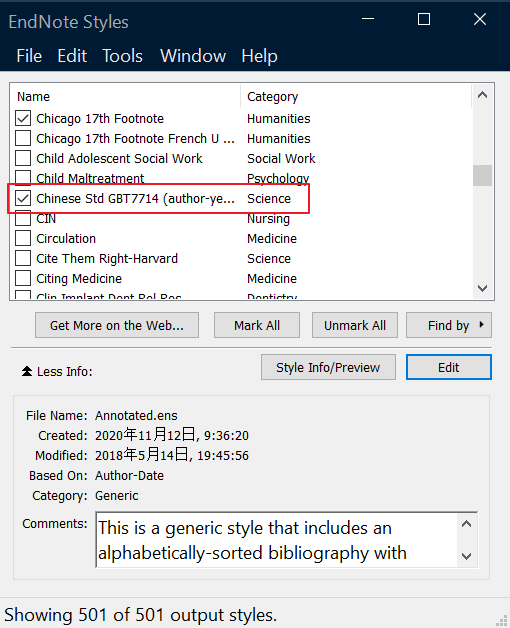 EndNote Styles
File Edit Tools Window Help
Name Category
Chicago 17th Footnote Humanities
Chicago 17th Footnote French U ... Humanities
Child Adolescent Social Work Social Work
Child Maltreatment Psychology
Chinese Std GBT7714 (author-ye... Science
CIN Nursing
Circulation Medicine
Cite Them Right-Harvard Science
Citing Medicine Medicine
Clin Implant Dent Rel Res Dentistry
Get More on the Web... Mark All Unmark All Find by
Less Info: Style Info/Preview Edit
File Name: Annotated.ens
Created: 2020年11月12日, 9:36:20
Modified: 2018年5月14日, 19:45:56
Based On: Author-Date
Category: Generic
Comments: This is a generic style that includes an
alphabetically-sorted bibliography with
Showing 501 of 501 output styles.